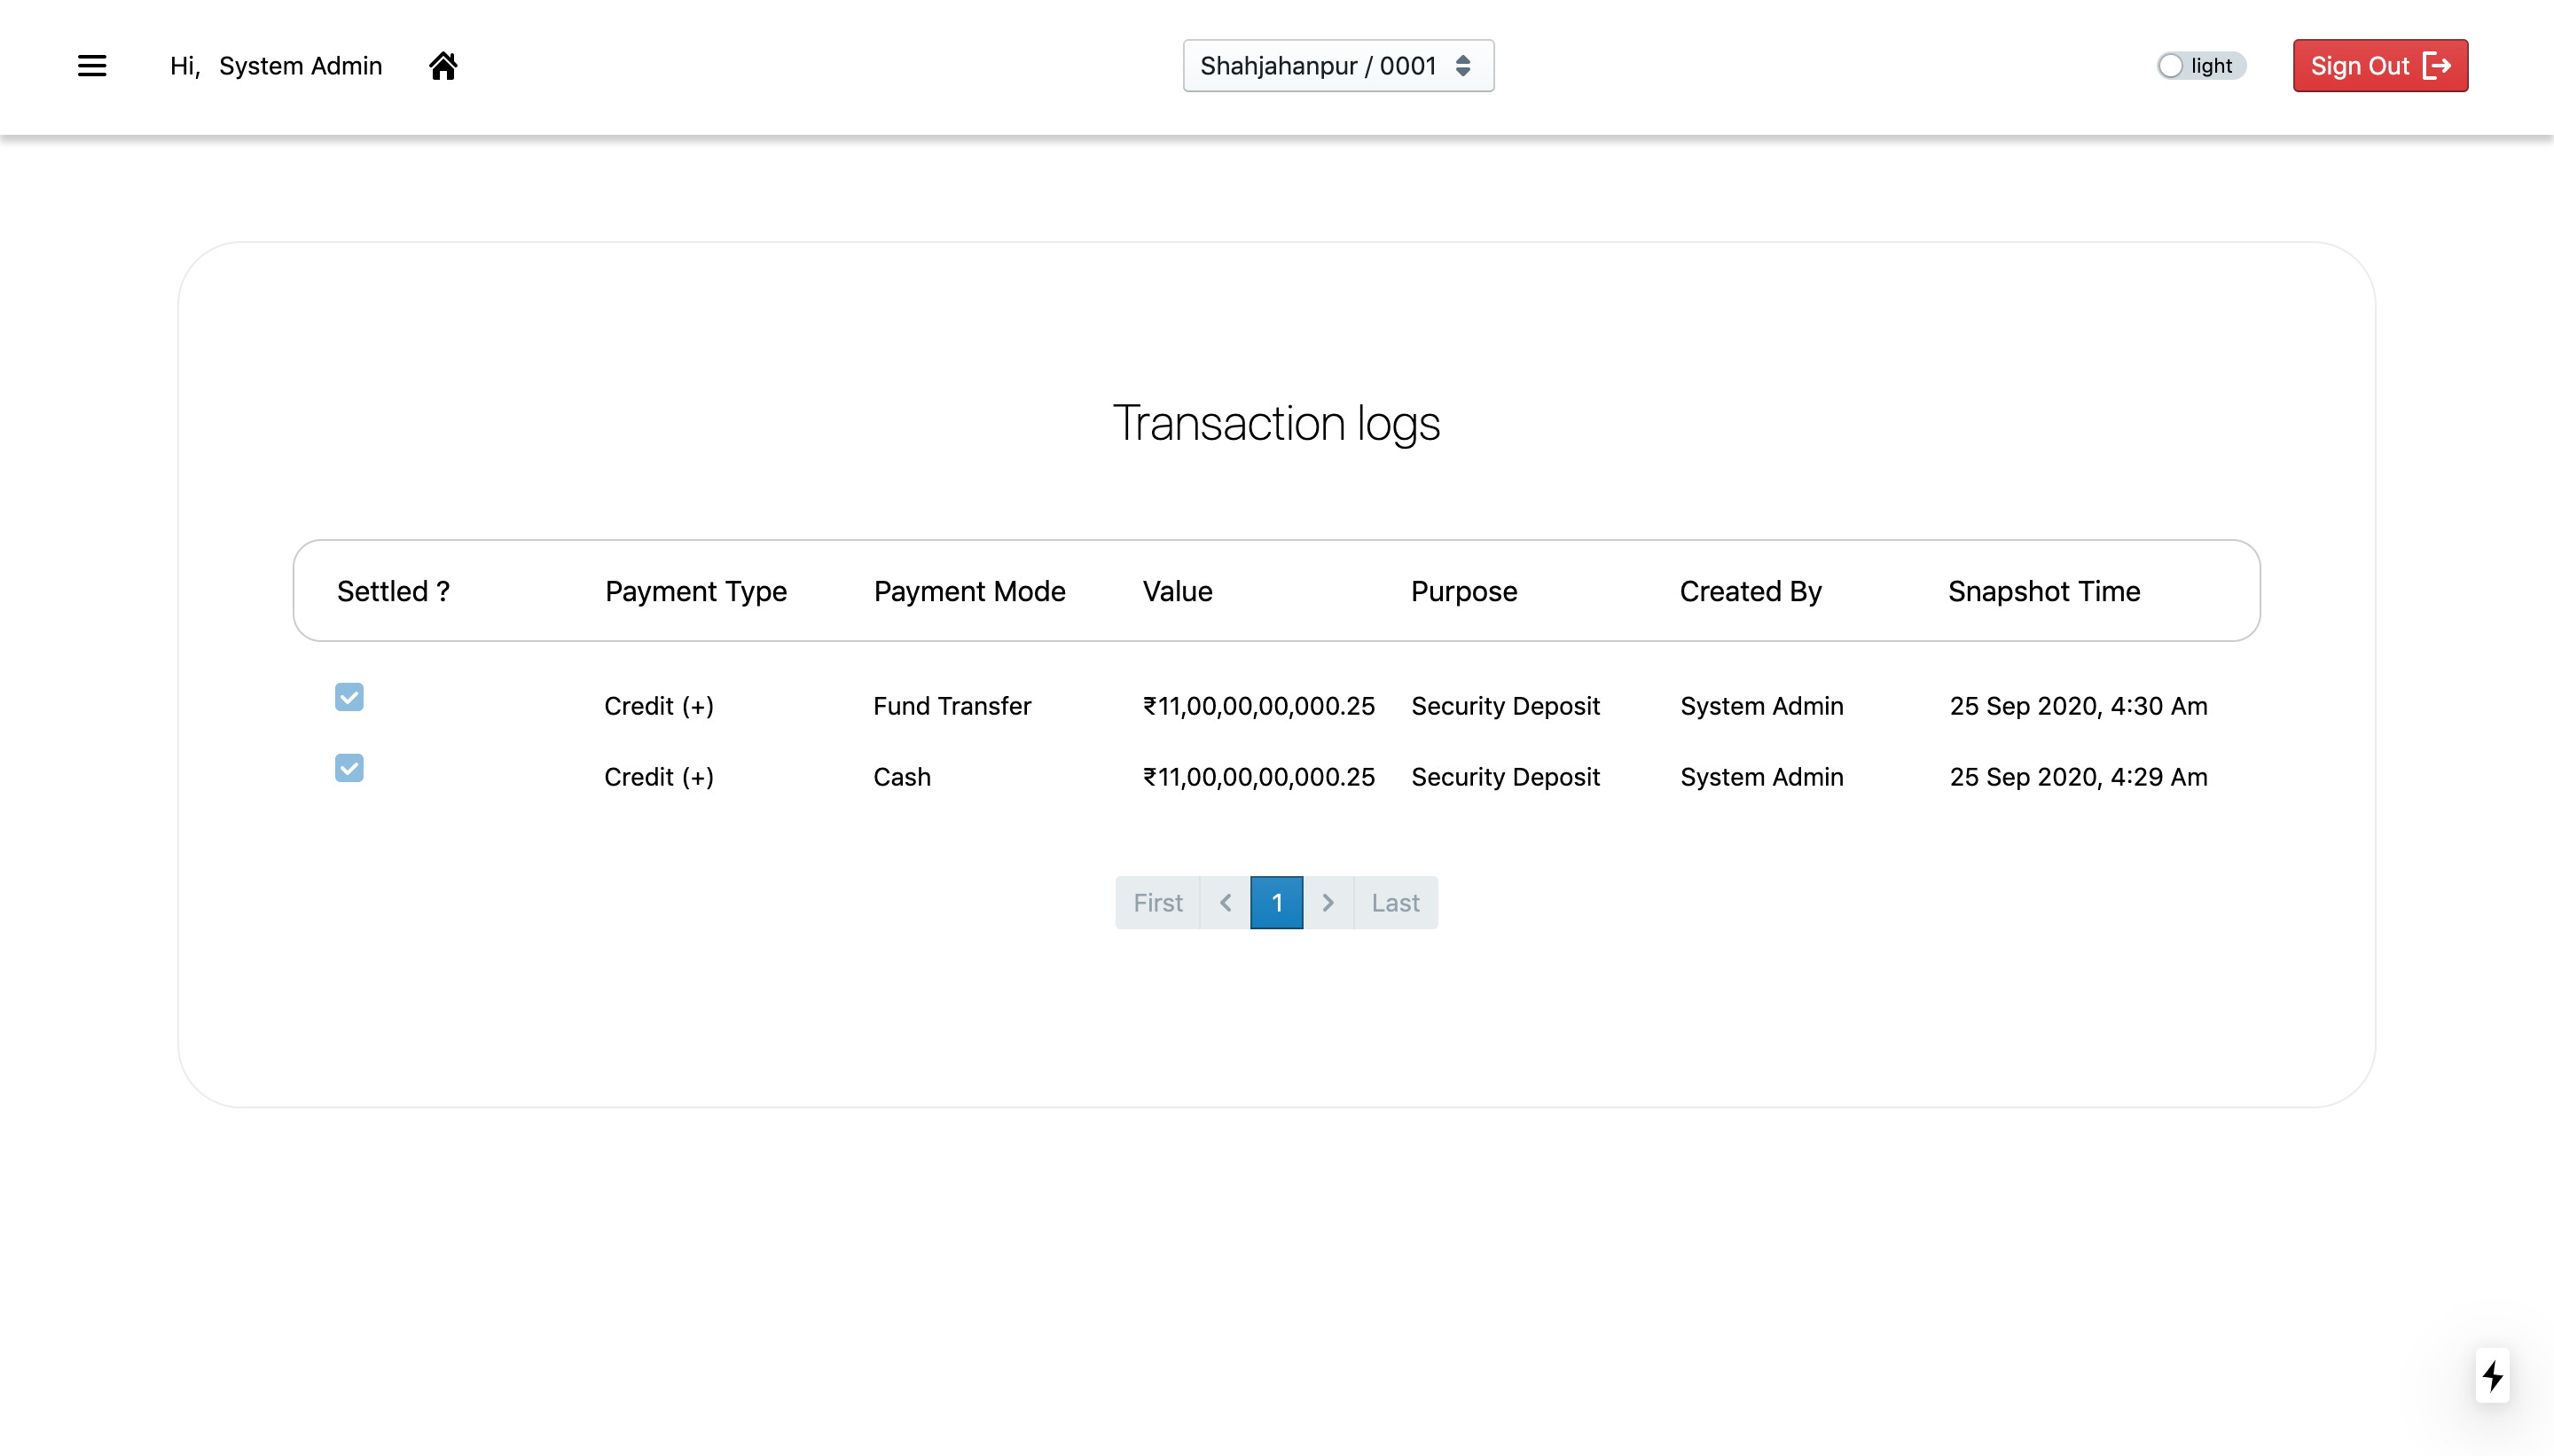 Hi, System Admin
Shahjahanpur / 0001
light
Sign Out
Transaction logs
Settled ? Payment Type Payment Mode Value Purpose Created By Snapshot Time
Credit (+) Fund Transfer ₹11,00,00,00,000.25 Security Deposit System Admin 25 Sep 2020, 4:30 Am
Credit (+) Cash ₹11,00,00,00,000.25 Security Deposit System Admin 25 Sep 2020, 4:29 Am
First 1 Last